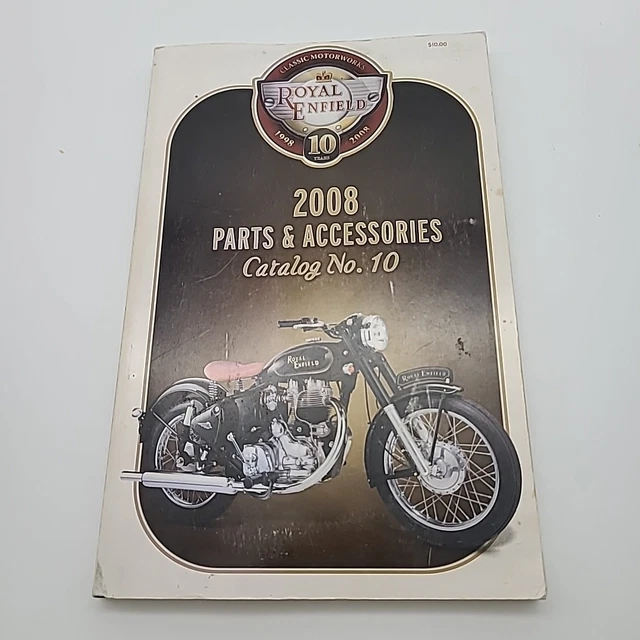 $10.00
CLASSIC MOTORWORKS
ROYAL
ENFIELD
1998 10 2008
YEARS
2008
PARTS & ACCESSORIES
Catalog No. 10
ROYAL
ENFIELD
ROYAL ENFIELD